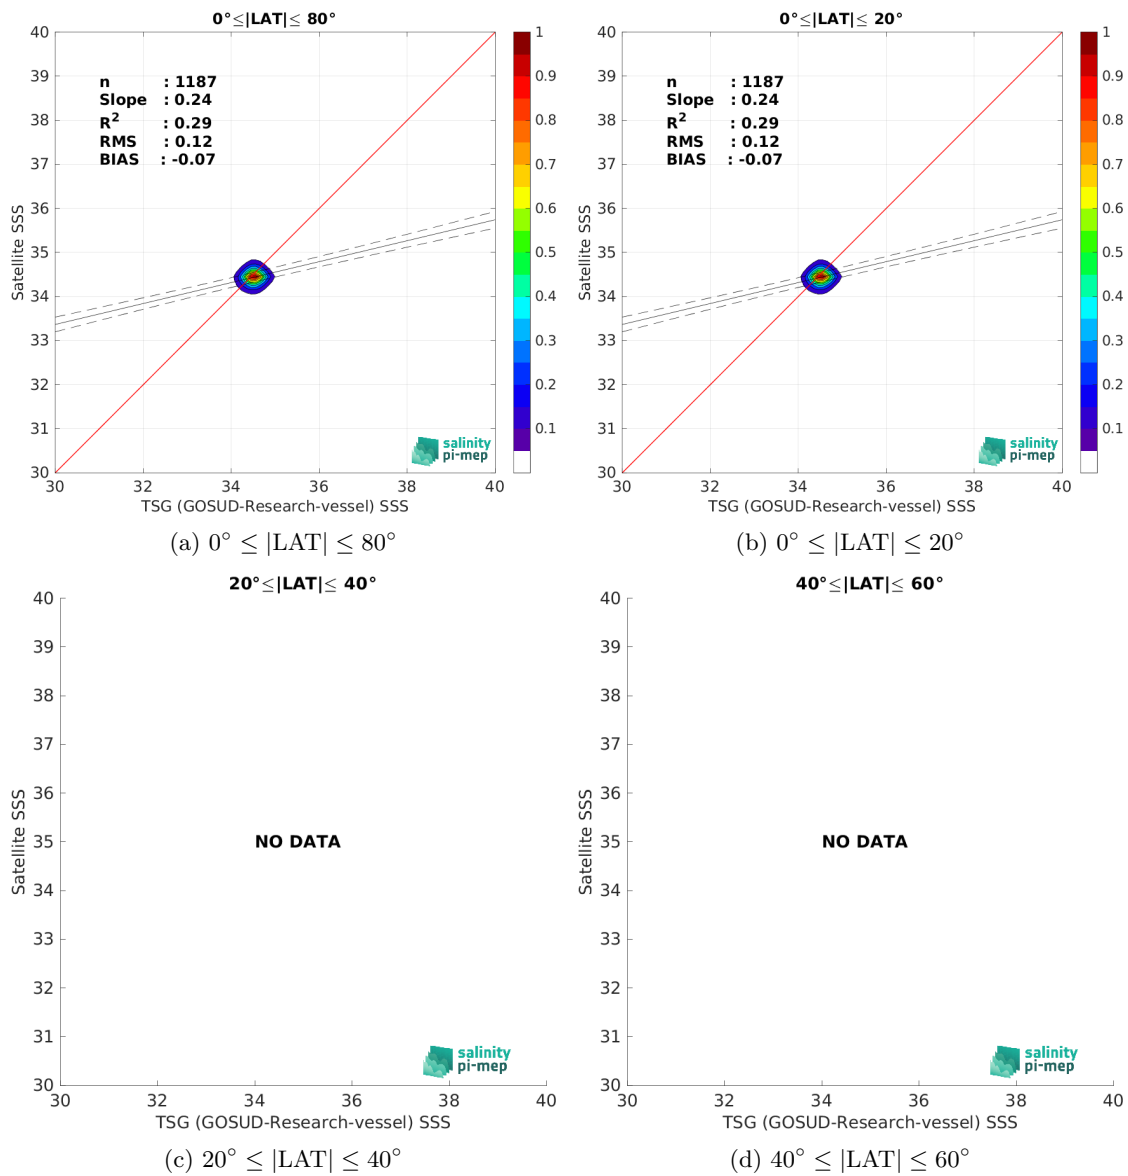 0°≤|LAT|≤ 80°
40
39
38
37
36
35
34
33
32
31
30
n : 1187
Slope : 0.24
R² : 0.29
RMS : 0.12
BIAS : -0.07
1
0.9
0.8
0.7
0.6
0.5
0.4
0.3
0.2
0.1
Satellite SSS
salinity
pi-mep
30 32 34 36 38 40
TSG (GOSUD-Research-vessel) SSS
(a) 0° ≤ |LAT| ≤ 80°
0°≤|LAT|≤ 20°
40
39
38
37
36
35
34
33
32
31
30
n : 1187
Slope : 0.24
R² : 0.29
RMS : 0.12
BIAS : -0.07
1
0.9
0.8
0.7
0.6
0.5
0.4
0.3
0.2
0.1
Satellite SSS
salinity
pi-mep
30 32 34 36 38 40
TSG (GOSUD-Research-vessel) SSS
(b) 0° ≤ |LAT| ≤ 20°
20°≤|LAT|≤ 40°
40
39
38
37
36
35
34
33
32
31
30
Satellite SSS
NO DATA
salinity
pi-mep
30 32 34 36 38 40
TSG (GOSUD-Research-vessel) SSS
(c) 20° ≤ |LAT| ≤ 40°
40°≤|LAT|≤ 60°
40
39
38
37
36
35
34
33
32
31
30
Satellite SSS
NO DATA
salinity
pi-mep
30 32 34 36 38 40
TSG (GOSUD-Research-vessel) SSS
(d) 40° ≤ |LAT| ≤ 60°